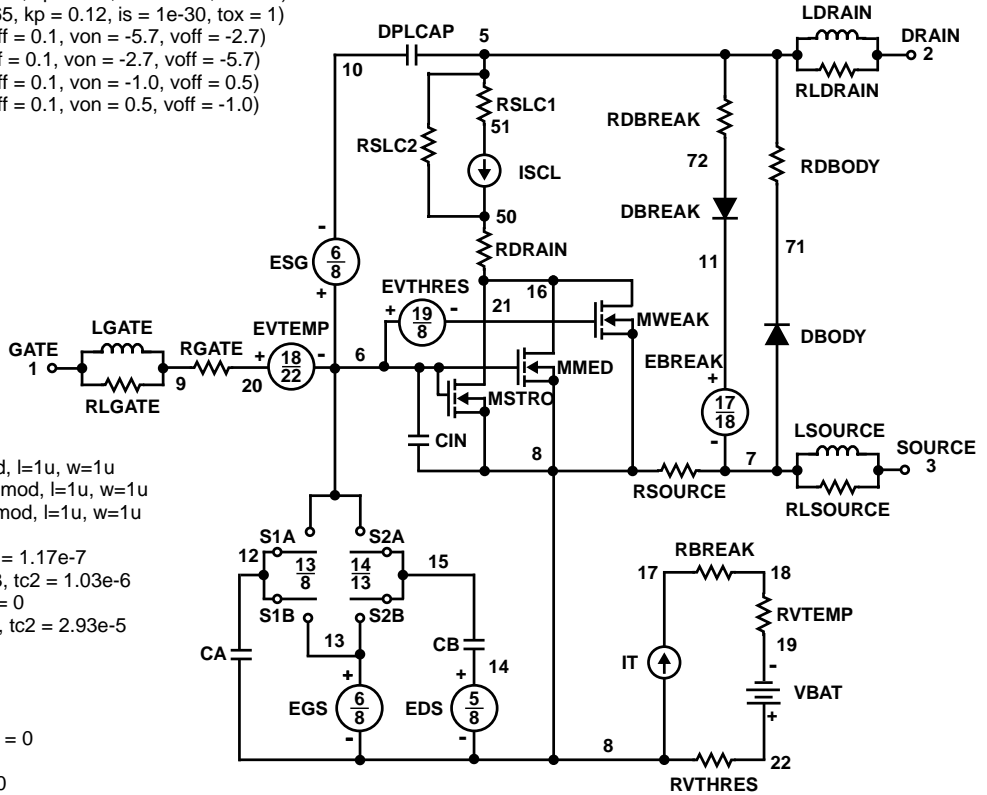 65, kp = 0.12, is = 1e-30, tox = 1)
ff = 0.1, von = -5.7, voff = -2.7)
ff = 0.1, von = -2.7, voff = -5.7)
ff = 0.1, von = -1.0, voff = 0.5)
ff = 0.1, von = 0.5, voff = -1.0)
DPLCAP
5
10
LDRAIN
DRAIN
2
RLDRAIN
RSLC1
51
RSLC2
ISCL
RDBREAK
72
RDBODY
DBREAK
50
RDRAIN
71
11
ESG
6
8
EVTHRES
19
8
16
21
MWEAK
LGATE
GATE
1
RLGATE
9
RGATE
20
EVTEMP
18
22
6
MMED
MSTRO
EBREAK
17
18
DBODY
CIN
8
RSOURCE
7
LSOURCE
SOURCE
3
RLSOURCE
d, l=1u, w=1u
mod, l=1u, w=1u
mod, l=1u, w=1u
= 1.17e-7
, tc2 = 1.03e-6
= 0
, tc2 = 2.93e-5
= 0
0
S1A
S2A
12
13
8
14
13
15
S1B
S2B
13
CA
CB
14
EGS
6
8
EDS
5
8
8
RBREAK
17
18
RVTEMP
19
IT
VBAT
22
RVTHRES